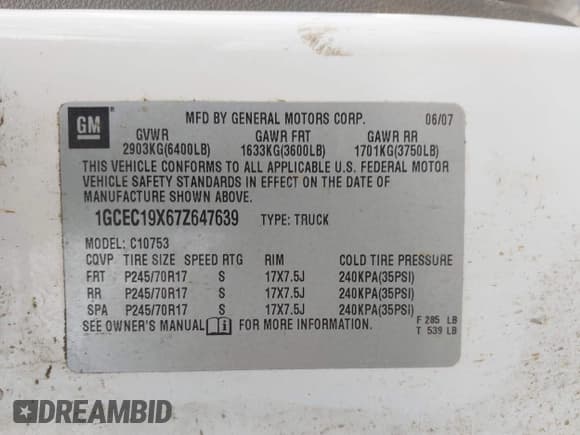 GM
MFD BY GENERAL MOTORS CORP. 06/07
GVWR GAWR FRT GAWR RR
2903KG(6400LB) 1633KG(3600LB) 1701KG(3750LB)
THIS VEHICLE CONFORMS TO ALL APPLICABLE U.S. FEDERAL MOTOR
VEHICLE SAFETY STANDARDS IN EFFECT ON THE DATE OF
MANUFACTURE SHOWN ABOVE.
1GCEC19X67Z647639 TYPE: TRUCK
MODEL: C10753
CQVP TIRE SIZE SPEED RTG RIM COLD TIRE PRESSURE
FRT P245/70R17 S 17X7.5J 240KPA(35PSI)
RR P245/70R17 S 17X7.5J 240KPA(35PSI)
SPA P245/70R17 S 17X7.5J 240KPA(35PSI)
SEE OWNER'S MANUAL FOR MORE INFORMATION.
F 285 LB
T 539 LB
DREAMBID